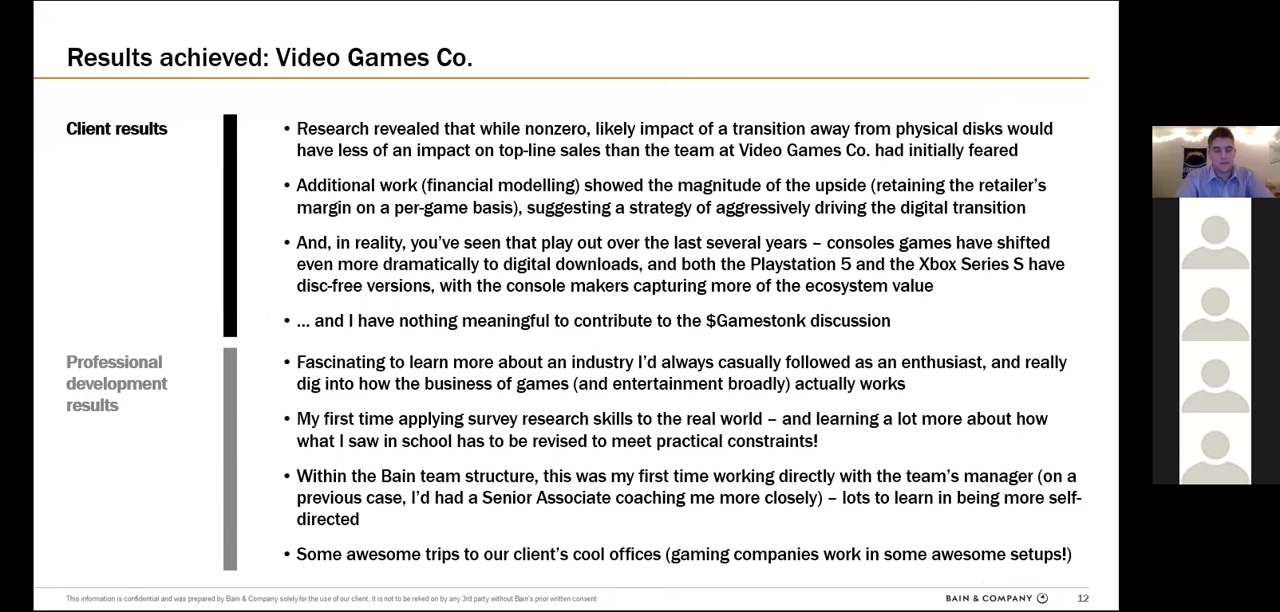 Results achieved: Video Games Co.
Client results
• Research revealed that while nonzero, likely impact of a transition away from physical disks would
have less of an impact on top-line sales than the team at Video Games Co. had initially feared
• Additional work (financial modelling) showed the magnitude of the upside (retaining the retailer's
margin on a per-game basis), suggesting a strategy of aggressively driving the digital transition
• And, in reality, you've seen that play out over the last several years – consoles games have shifted
even more dramatically to digital downloads, and both the Playstation 5 and the Xbox Series S have
disc-free versions, with the console makers capturing more of the ecosystem value
• ... and I have nothing meaningful to contribute to the $Gamestonk discussion
Professional
development
results
• Fascinating to learn more about an industry I'd always casually followed as an enthusiast, and really
dig into how the business of games (and entertainment broadly) actually works
• My first time applying survey research skills to the real world – and learning a lot more about how
what I saw in school has to be revised to meet practical constraints!
• Within the Bain team structure, this was my first time working directly with the team's manager (on a
previous case, I'd had a Senior Associate coaching me more closely) – lots to learn in being more self-
directed
• Some awesome trips to our client's cool offices (gaming companies work in some awesome setups!)
This information is confidential and was prepared by Bain & Company solely for the use of our client; it is not to be relied on by any 3rd party without Bain's prior written consent
BAIN & COMPANY
12